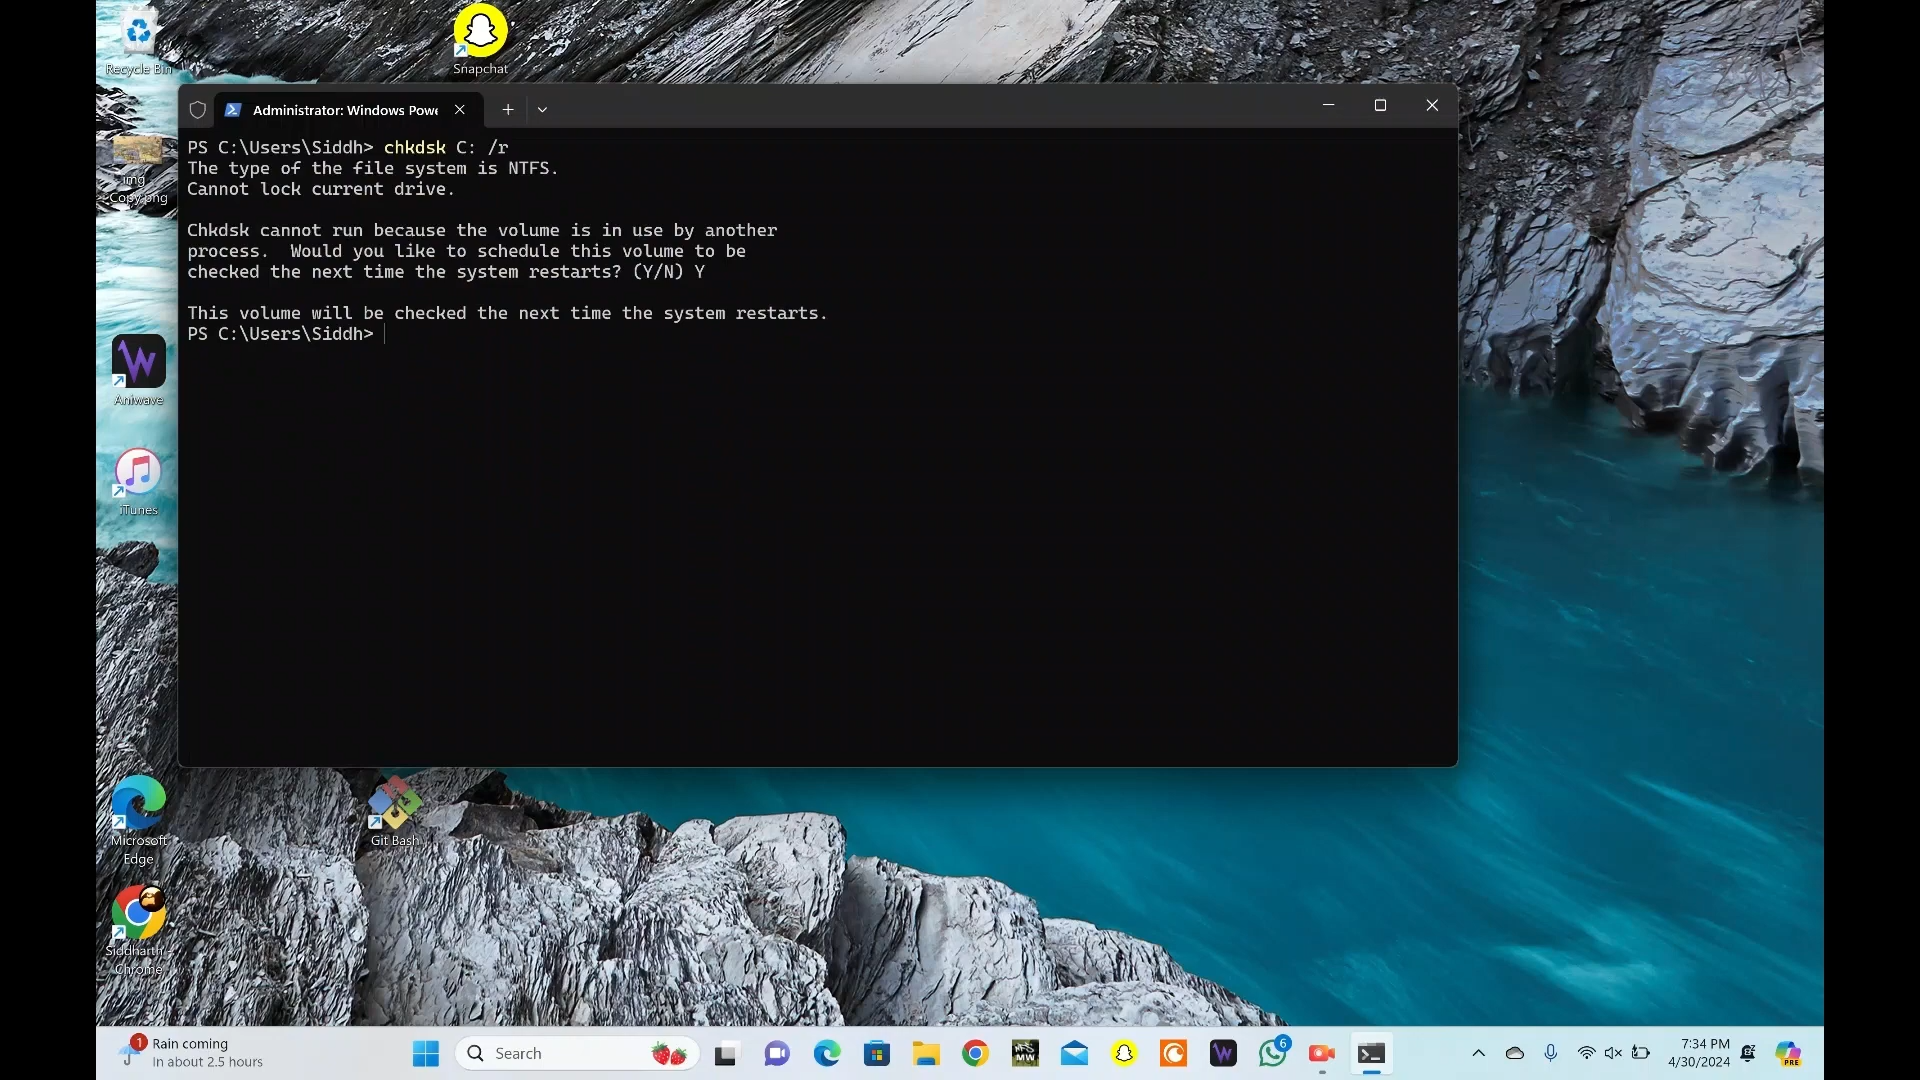 Recycle Bin
Snapchat
Administrator: Windows Powe
PS C:\Users\Siddh> chkdsk C: /r
The type of the file system is NTFS.
Cannot lock current drive.
Chkdsk cannot run because the volume is in use by another
process.  Would you like to schedule this volume to be
checked the next time the system restarts? (Y/N) Y
This volume will be checked the next time the system restarts.
PS C:\Users\Siddh>
img
Copy.png
Aniwave
iTunes
Microsoft
Edge
Git Bash
Siddharth -
Chrome
1
Rain coming
In about 2.5 hours
Search
MW
6
7:34 PM
4/30/2024
PRE